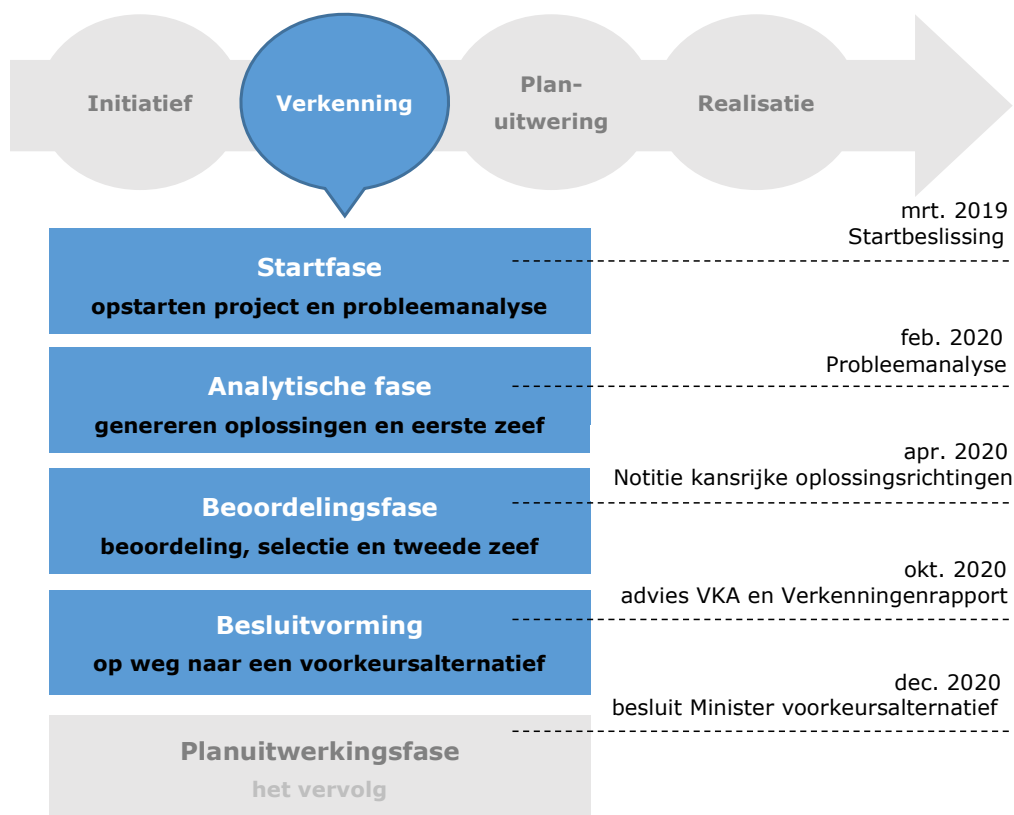 Initiatief
Verkenning
Plan-
uitwering
Realisatie
mrt. 2019
Startbeslissing
Startfase
opstarten project en probleemanalyse
feb. 2020
Probleemanalyse
Analytische fase
genereren oplossingen en eerste zeef
apr. 2020
Notitie kansrijke oplossingsrichtingen
Beoordelingsfase
beoordeling, selectie en tweede zeef
okt. 2020
advies VKA en Verkenningenrapport
Besluitvorming
op weg naar een voorkeursalternatief
dec. 2020
besluit Minister voorkeursalternatief
Planuitwerkingsfase
het vervolg